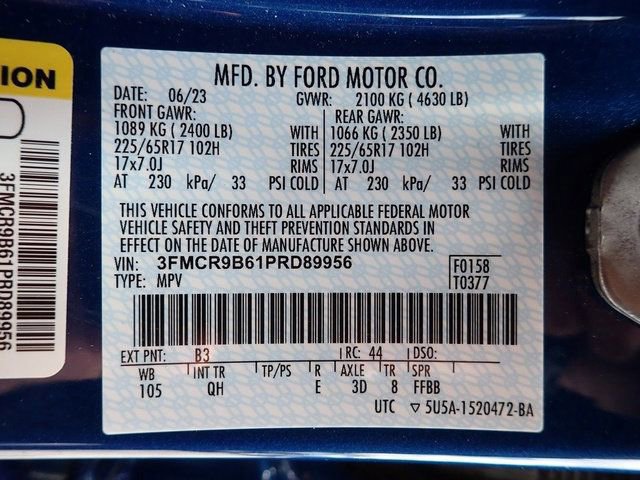 ION
3FMCR9B61PRD89956
MFD. BY FORD MOTOR CO.
DATE: 06/23 GVWR: 2100 KG ( 4630 LB)
FRONT GAWR: REAR GAWR:
1089 KG ( 2400 LB) WITH 1066 KG ( 2350 LB) WITH
225/65R17 102H TIRES 225/65R17 102H TIRES
17x7.0J RIMS 17x7.0J RIMS
AT 230 kPa/ 33 PSI COLD AT 230 kPa/ 33 PSI COLD
THIS VEHICLE CONFORMS TO ALL APPLICABLE FEDERAL MOTOR
VEHICLE SAFETY AND THEFT PREVENTION STANDARDS IN
EFFECT ON THE DATE OF MANUFACTURE SHOWN ABOVE.
VIN: 3FMCR9B61PRD89956 F0158
TYPE: MPV T0377
EXT PNT: B3 RC: 44 DSO:
WB INT TR TP/PS R AXLE TR SPR
105 QH E 3D 8 FFBB
UTC ▽ 5U5A-1520472-BA